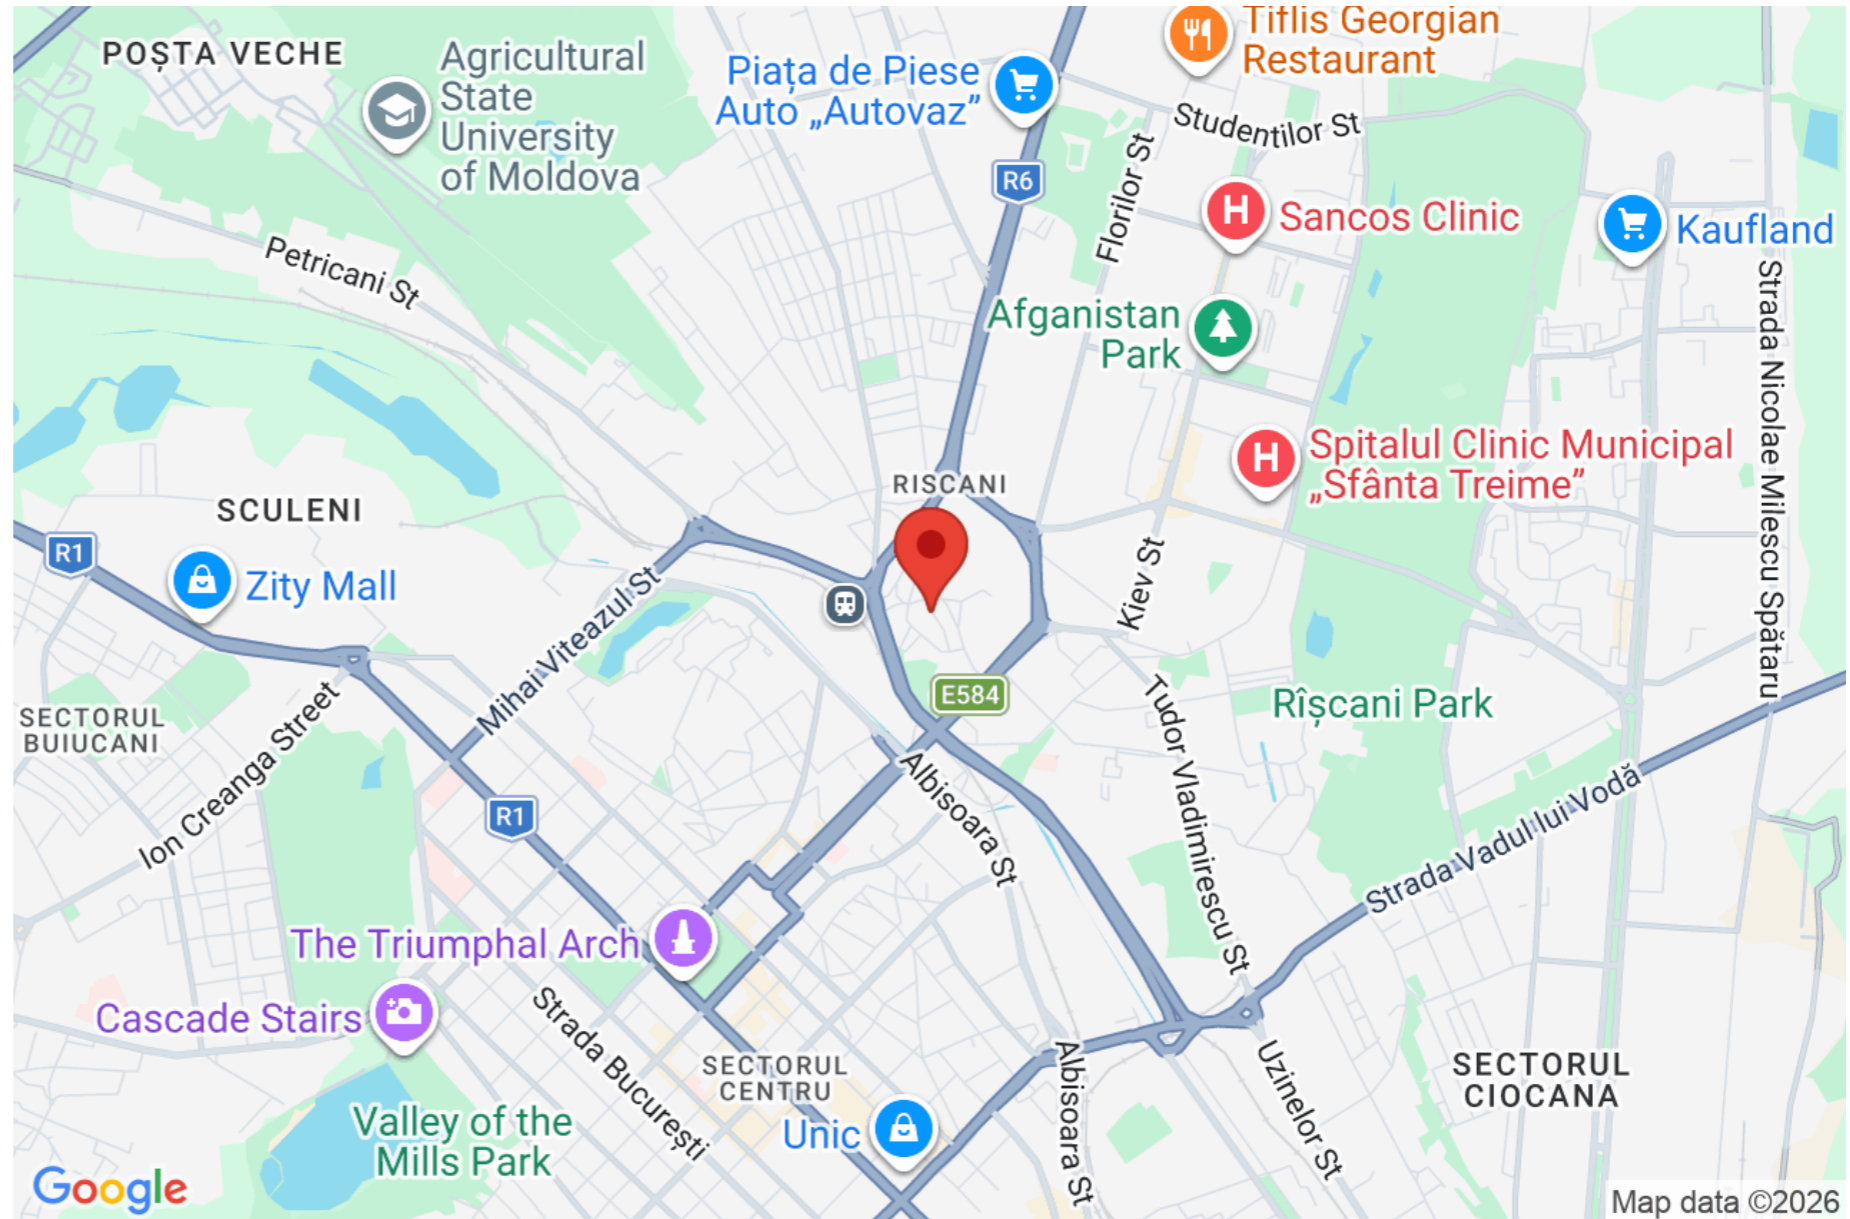 Tiflis Georgian
Restaurant
POȘTA VECHE
Agricultural
State
University
of Moldova
Piața de Piese
Auto „Autovaz”
Studentilor St
R6
Florilor St
Sancos Clinic
Kaufland
Petricani St
Afganistan
Park
Strada Nicolae Milescu Spătaru
Spitalul Clinic Municipal
„Sfânta Treime”
RISCANI
SCULENI
R1
Zity Mall
Mihai Viteazul St
Kiev St
E584
Rîșcani Park
SECTORUL
BUIUCANI
Ion Creanga Street
Tudor Vladimirescu St
Albisoara St
R1
Strada Vadul lui Vodă
The Triumphal Arch
Cascade Stairs
Strada București
SECTORUL
CENTRU
Albisoara St
Uzinelor St
SECTORUL
CIOCANA
Valley of the
Mills Park
Unic
Google
Map data ©2026